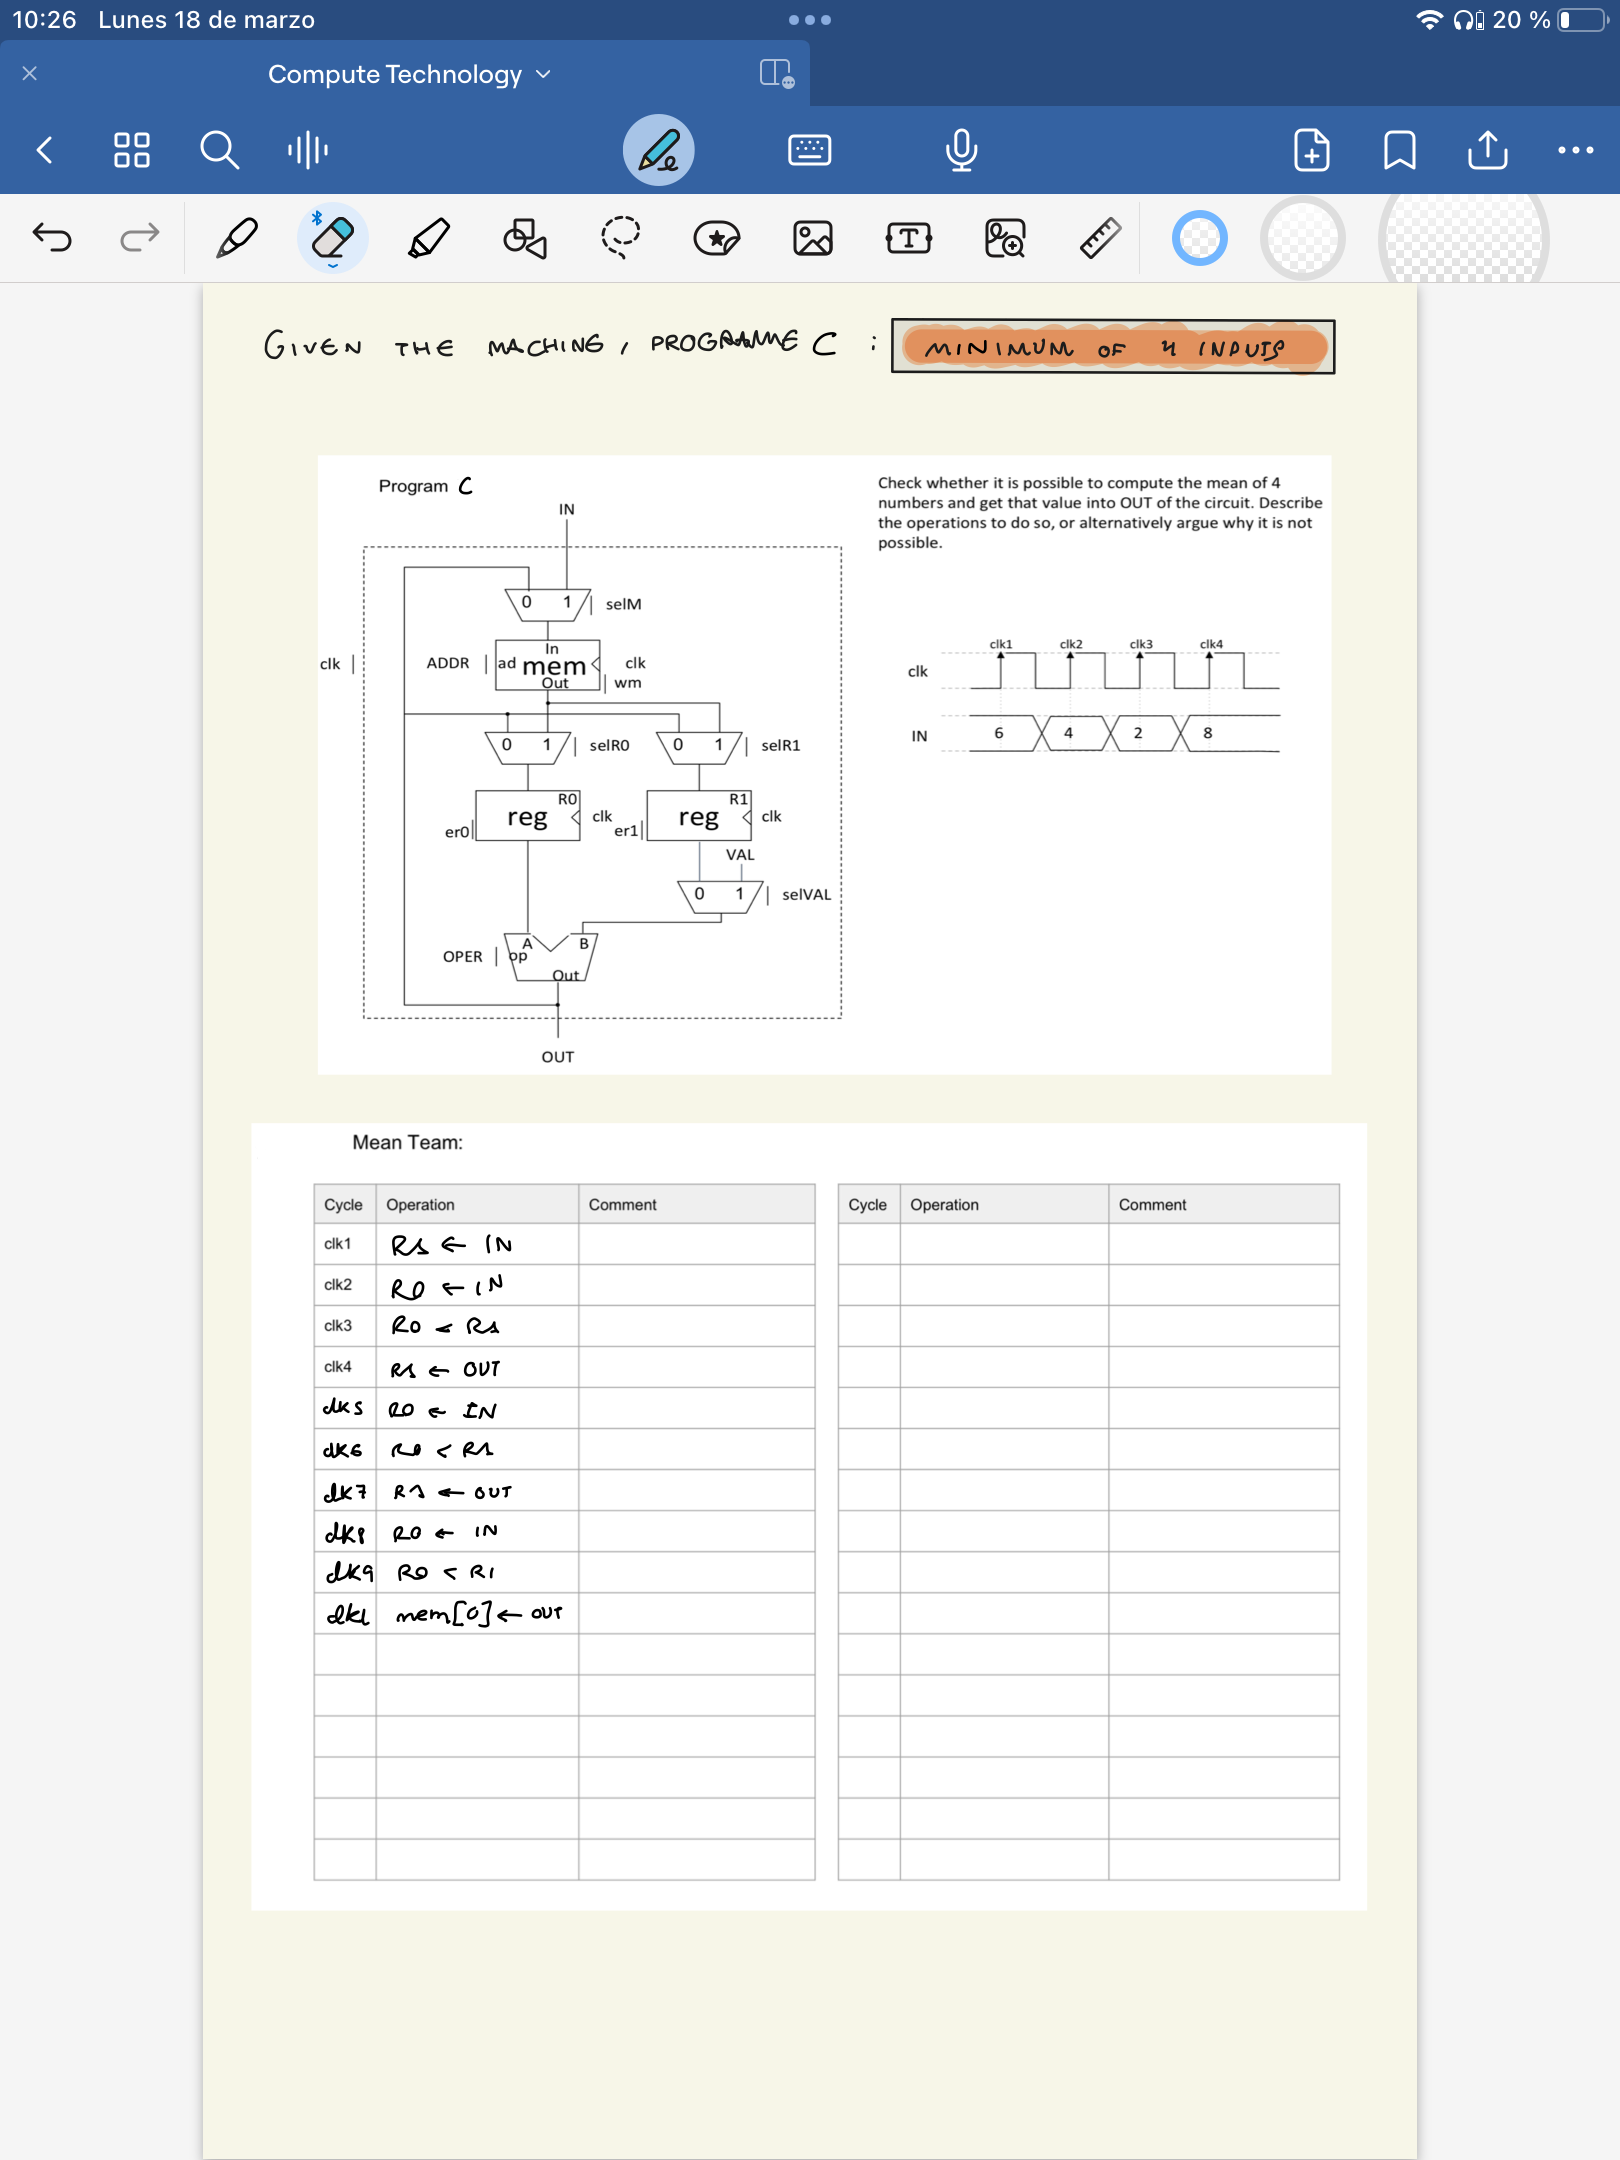 10:26 Lunes 18 de marzo
20 %
Compute Technology
GIVEN THE MACHINE, PROGRAMME C : MINIMUM OF 4 INPUTS
Program C
IN
0 1 selM
In
clk ADDR ad mem clk
Out wm
0 1 selR0 0 1 selR1
R0 R1
er0 reg clk er1 reg clk
VAL
0 1 selVAL
A B
OPER op
Out
OUT
Check whether it is possible to compute the mean of 4
numbers and get that value into OUT of the circuit. Describe
the operations to do so, or alternatively argue why it is not
possible.
clk1 clk2 clk3 clk4
clk
IN 6 4 2 8
Mean Team:
Cycle Operation Comment Cycle Operation Comment
clk1 R1 ← IN
clk2 R0 ← IN
clk3 R0 < R1
clk4 R1 ← OUT
clk5 R0 ← IN
clk6 R0 < R1
clk7 R1 ← OUT
clk8 R0 ← IN
clk9 R0 < R1
mem[0] ← OUT